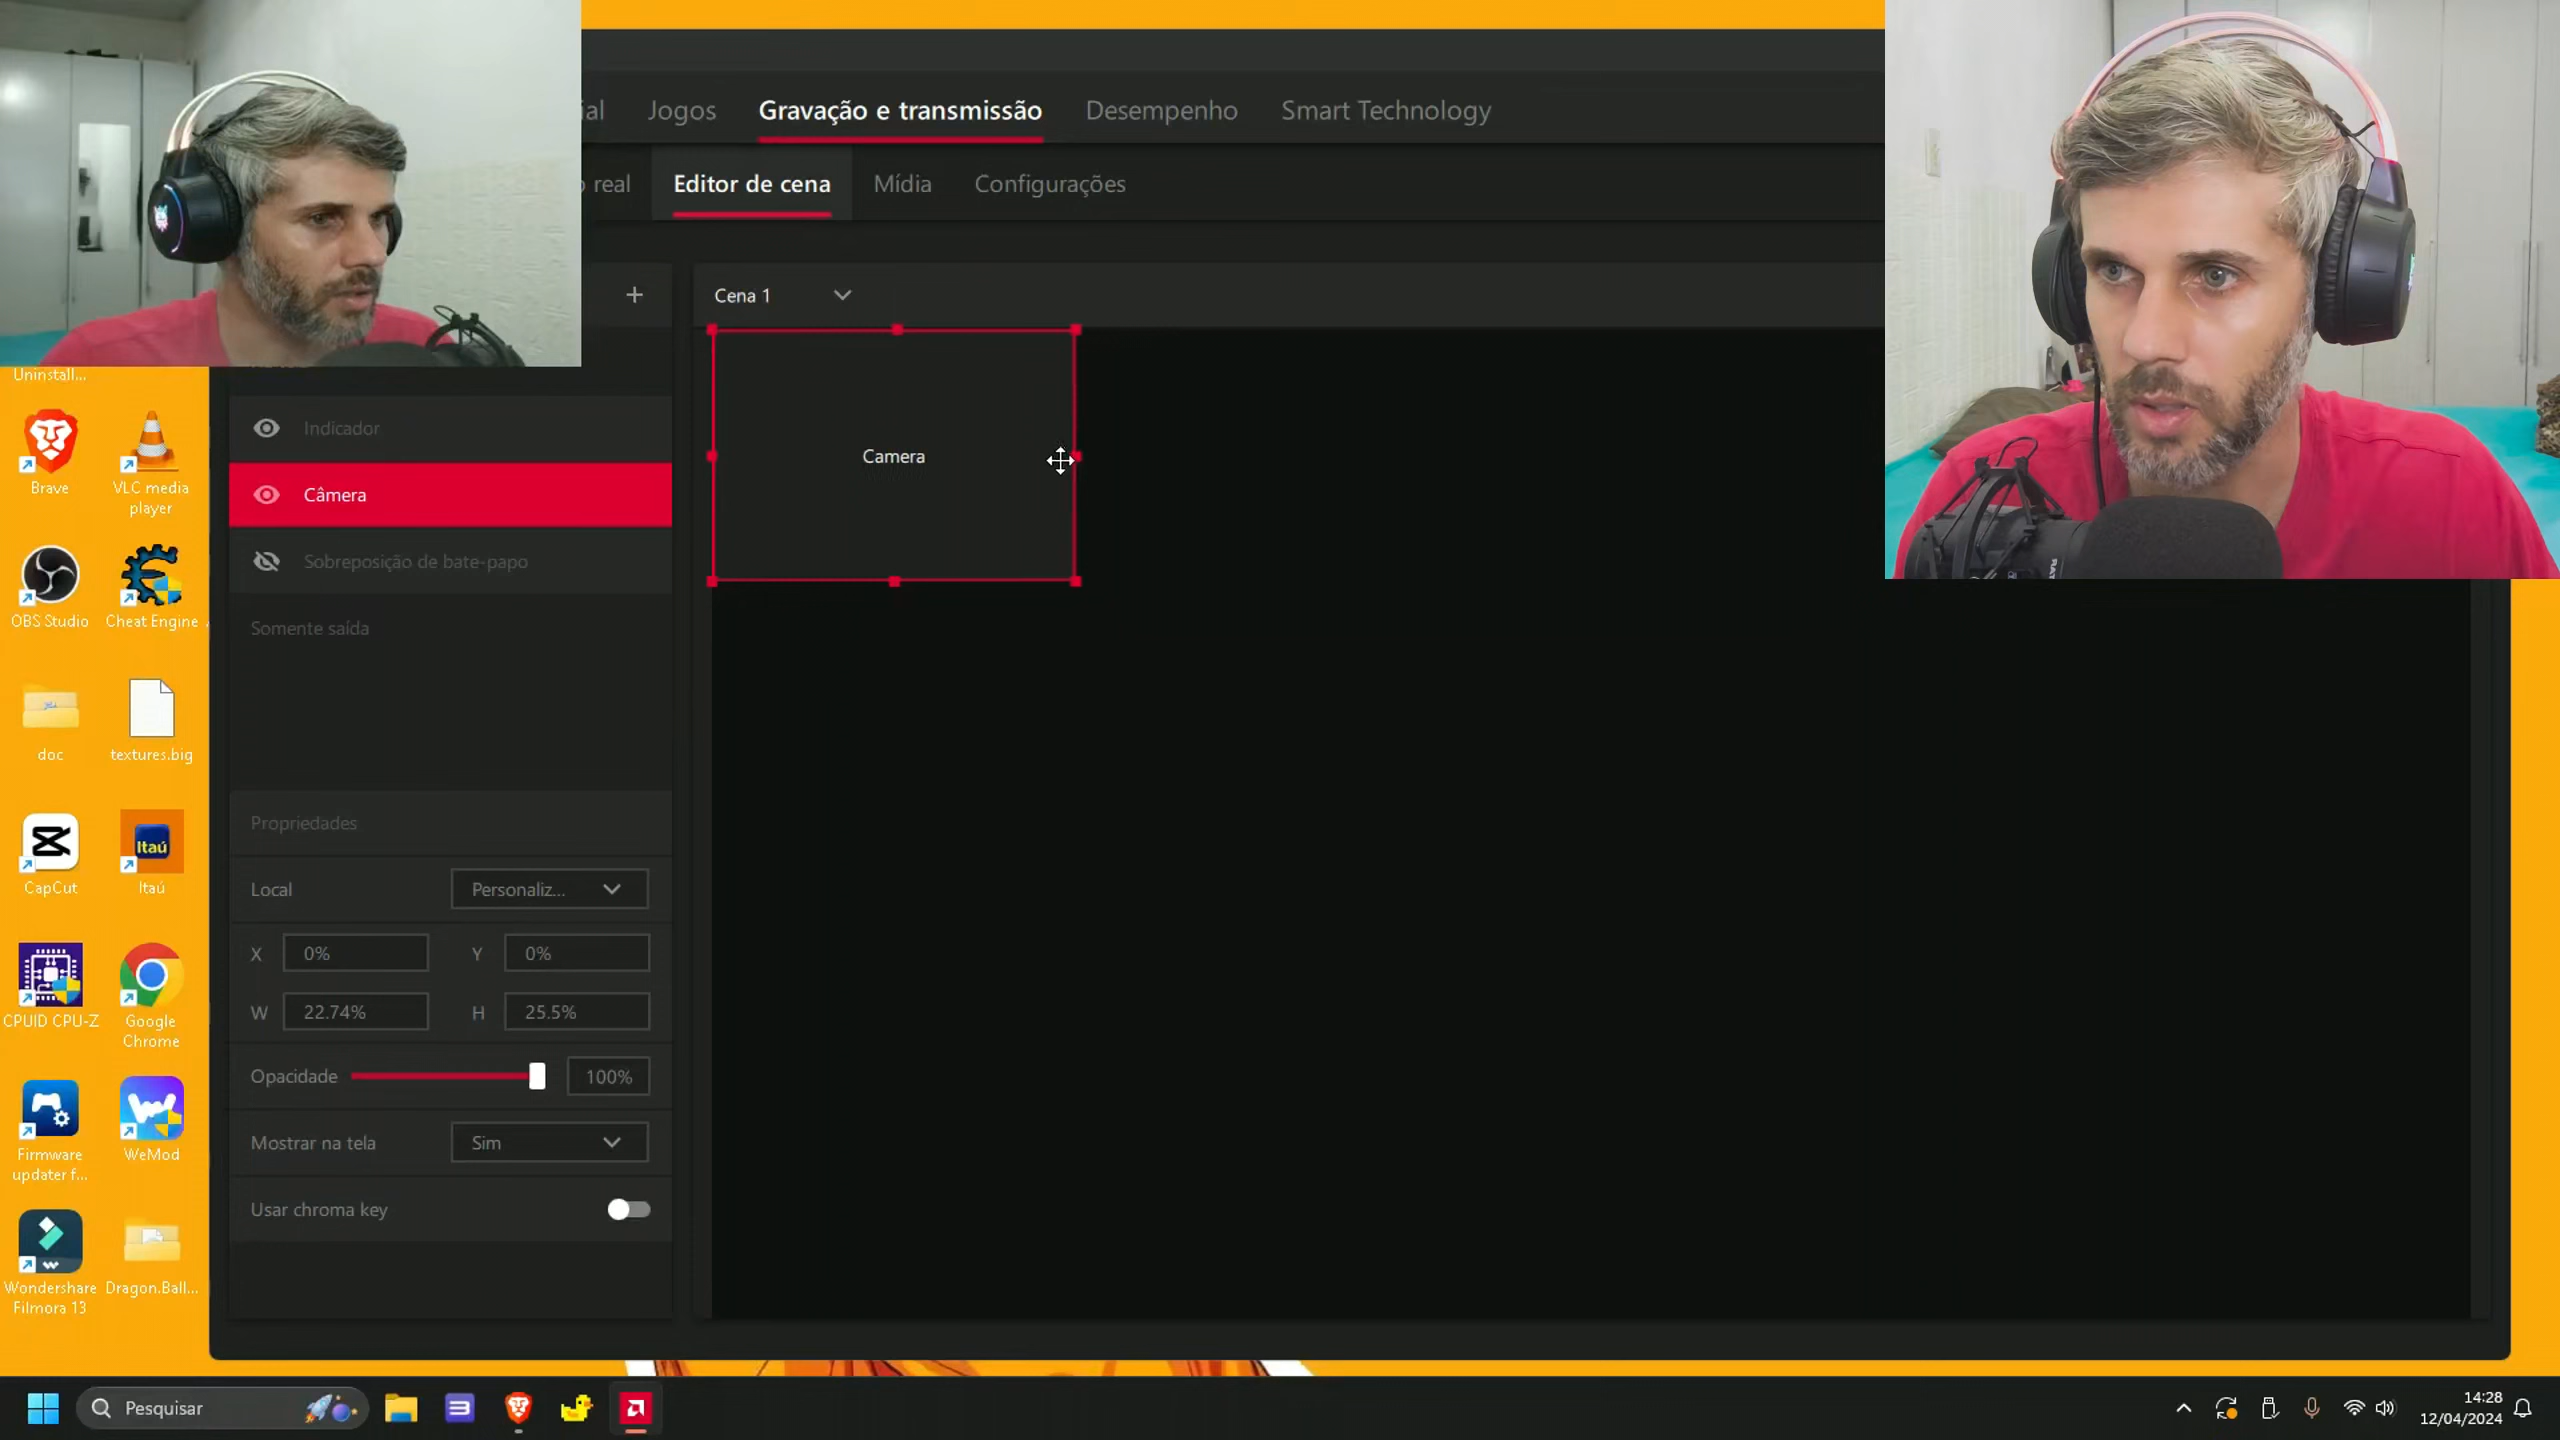 ial
Jogos
Gravação e transmissão
Desempenho
Smart Technology
o real
Editor de cena
Mídia
Configurações
Cena 1
Uninstall...
Indicador
Câmera
Sobreposição de bate-papo
Somente saída
Camera
Brave
VLC media
player
OBS Studio
Cheat Engine
doc
textures.big
CapCut
Itaú
Itaú
CPUID CPU-Z
Google
Chrome
Firmware
updater f...
WeMod
Wondershare
Filmora 13
Dragon.Ball...
Propriedades
Local
Personaliz...
X
0%
Y
0%
W
22.74%
H
25.5%
Opacidade
100%
Mostrar na tela
Sim
Usar chroma key
Pesquisar
14:28
12/04/2024